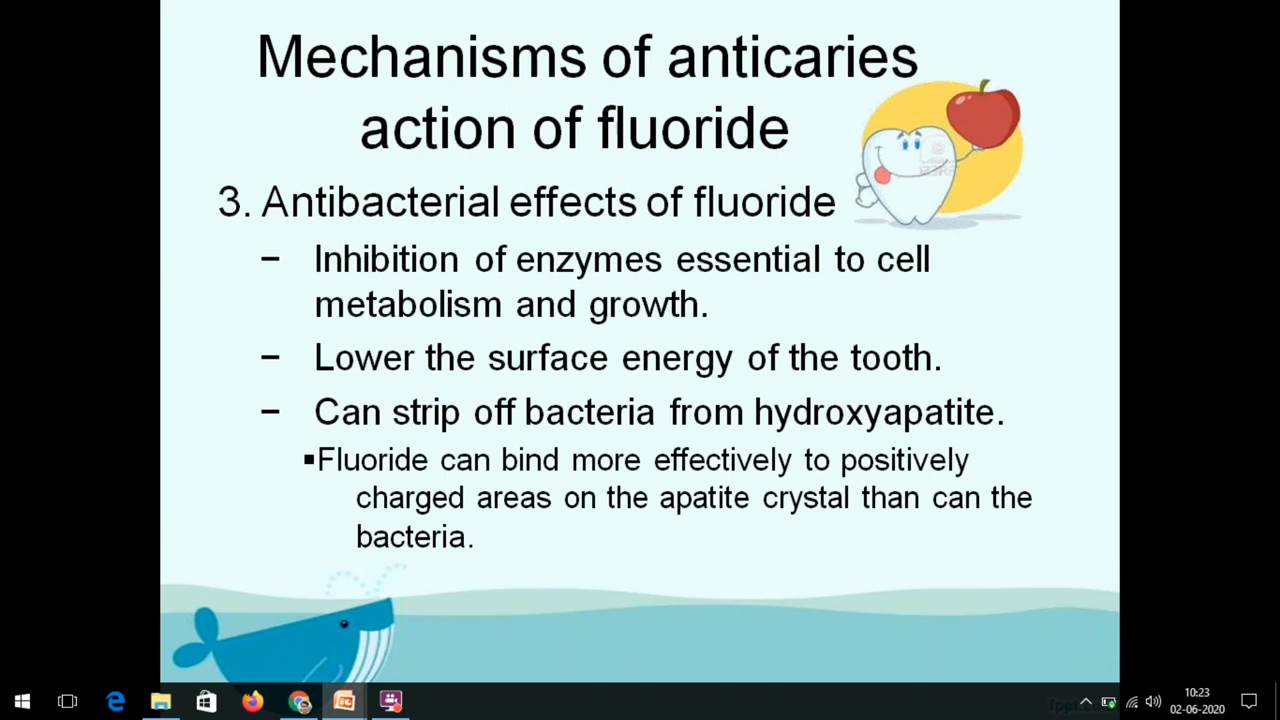 Mechanisms of anticaries
action of fluoride
3. Antibacterial effects of fluoride
– Inhibition of enzymes essential to cell
metabolism and growth.
– Lower the surface energy of the tooth.
– Can strip off bacteria from hydroxyapatite.
▪Fluoride can bind more effectively to positively
charged areas on the apatite crystal than can the
bacteria.
10:23
02-06-2020